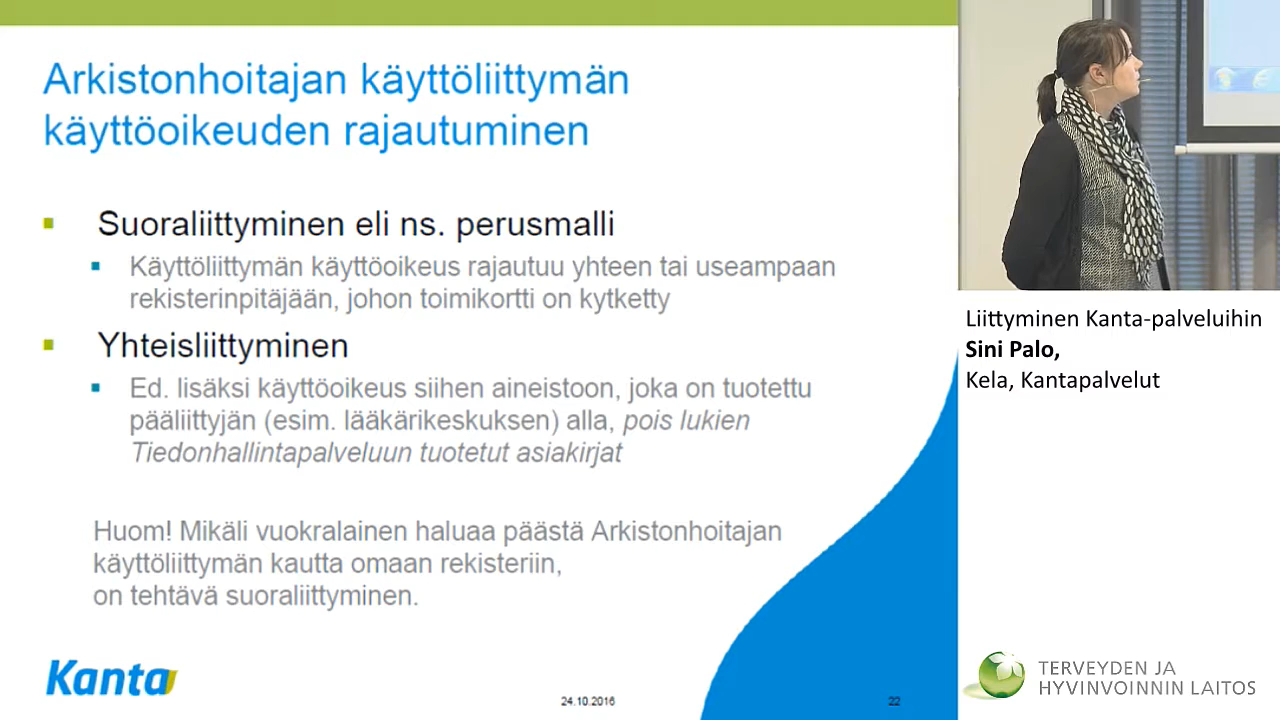 Arkistonhoitajan käyttöliittymän
käyttöoikeuden rajautuminen
Suoraliittyminen eli ns. perusmalli
Käyttöliittymän käyttöoikeus rajautuu yhteen tai useampaan
rekisterinpitäjään, johon toimikortti on kytketty
Yhteisliittyminen
Ed. lisäksi käyttöoikeus siihen aineistoon, joka on tuotettu
pääliittyjän (esim. lääkärikeskuksen) alla, pois lukien
Tiedonhallintapalveluun tuotetut asiakirjat
Huom! Mikäli vuokralainen haluaa päästä Arkistonhoitajan
käyttöliittymän kautta omaan rekisteriin,
on tehtävä suoraliittyminen.
Kanta
24.10.2016
22
Liittyminen Kanta-palveluihin
Sini Palo,
Kela, Kantapalvelut
TERVEYDEN JA
HYVINVOINNIN LAITOS